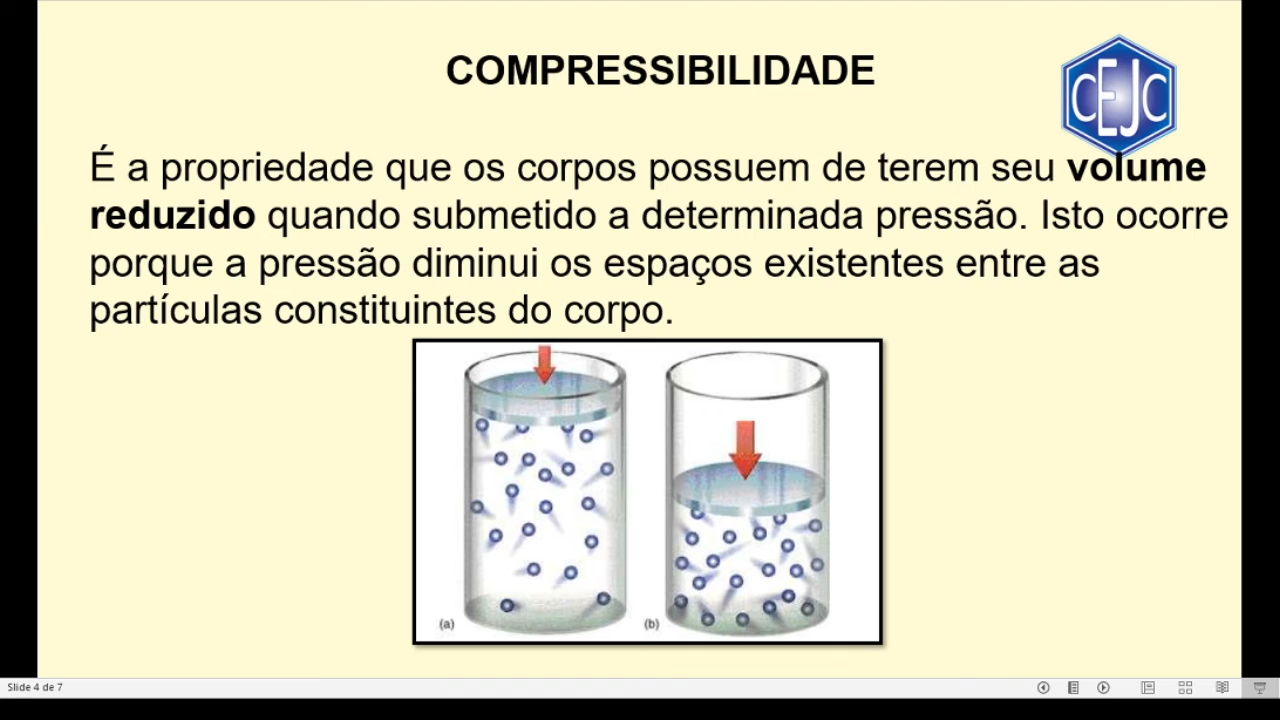 COMPRESSIBILIDADE
CEJC
É a propriedade que os corpos possuem de terem seu volume
reduzido quando submetido a determinada pressão. Isto ocorre
porque a pressão diminui os espaços existentes entre as
partículas constituintes do corpo.
(a) (b)
Slide 4 de 7